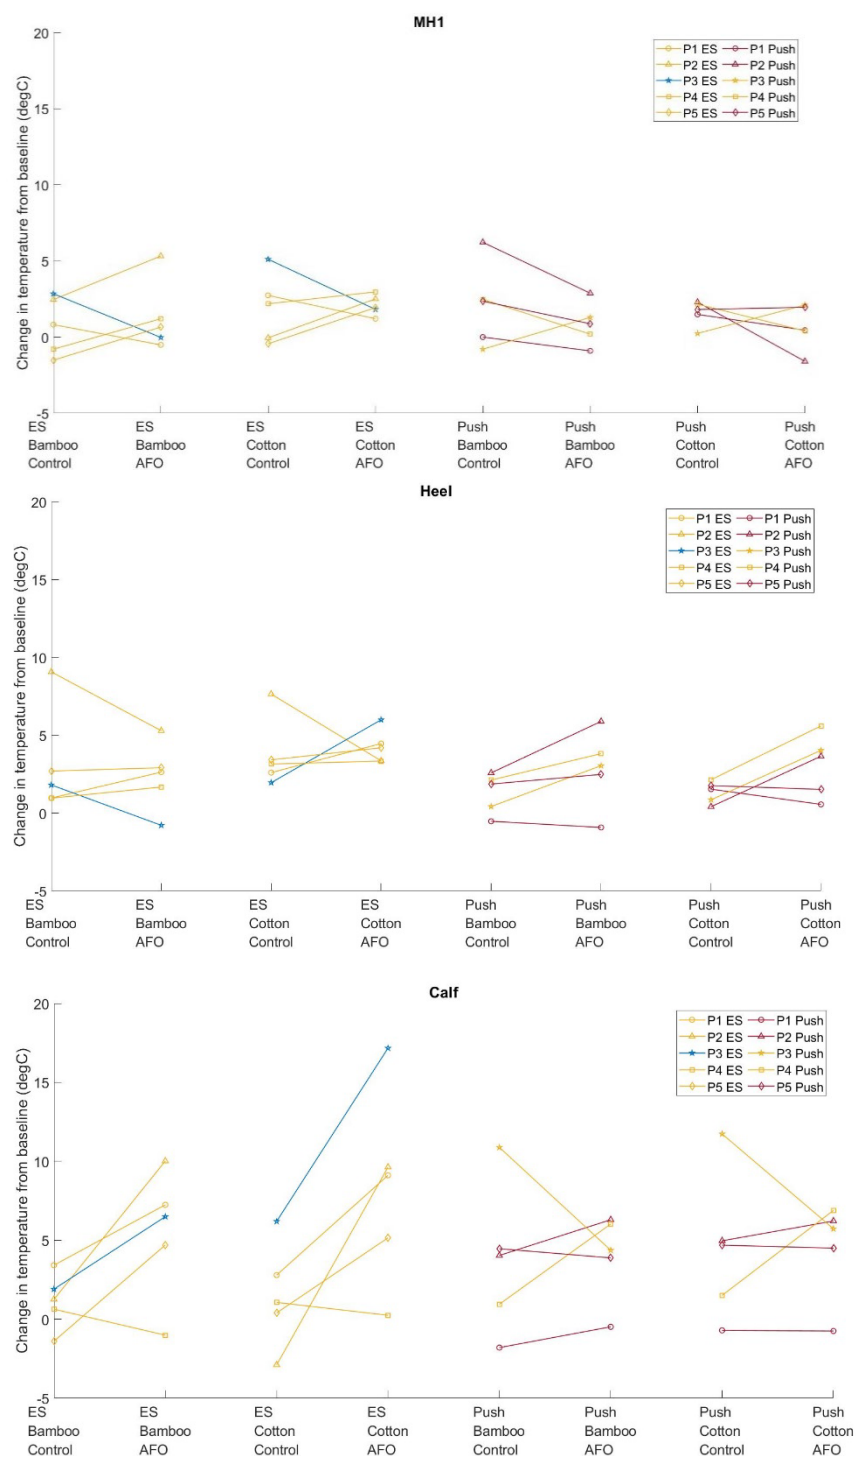 MH1
Change in temperature from baseline (degC)
20
15
10
5
0
-5
P1 ES P1 Push
P2 ES P2 Push
P3 ES P3 Push
P4 ES P4 Push
P5 ES P5 Push
ES ES ES ES Push Push Push Push
Bamboo Bamboo Cotton Cotton Bamboo Bamboo Cotton Cotton
Control AFO Control AFO Control AFO Control AFO
Heel
Change in temperature from baseline (degC)
20
15
10
5
0
-5
P1 ES P1 Push
P2 ES P2 Push
P3 ES P3 Push
P4 ES P4 Push
P5 ES P5 Push
ES ES ES ES Push Push Push Push
Bamboo Bamboo Cotton Cotton Bamboo Bamboo Cotton Cotton
Control AFO Control AFO Control AFO Control AFO
Calf
Change in temperature from baseline (degC)
20
15
10
5
0
-5
P1 ES P1 Push
P2 ES P2 Push
P3 ES P3 Push
P4 ES P4 Push
P5 ES P5 Push
ES ES ES ES Push Push Push Push
Bamboo Bamboo Cotton Cotton Bamboo Bamboo Cotton Cotton
Control AFO Control AFO Control AFO Control AFO